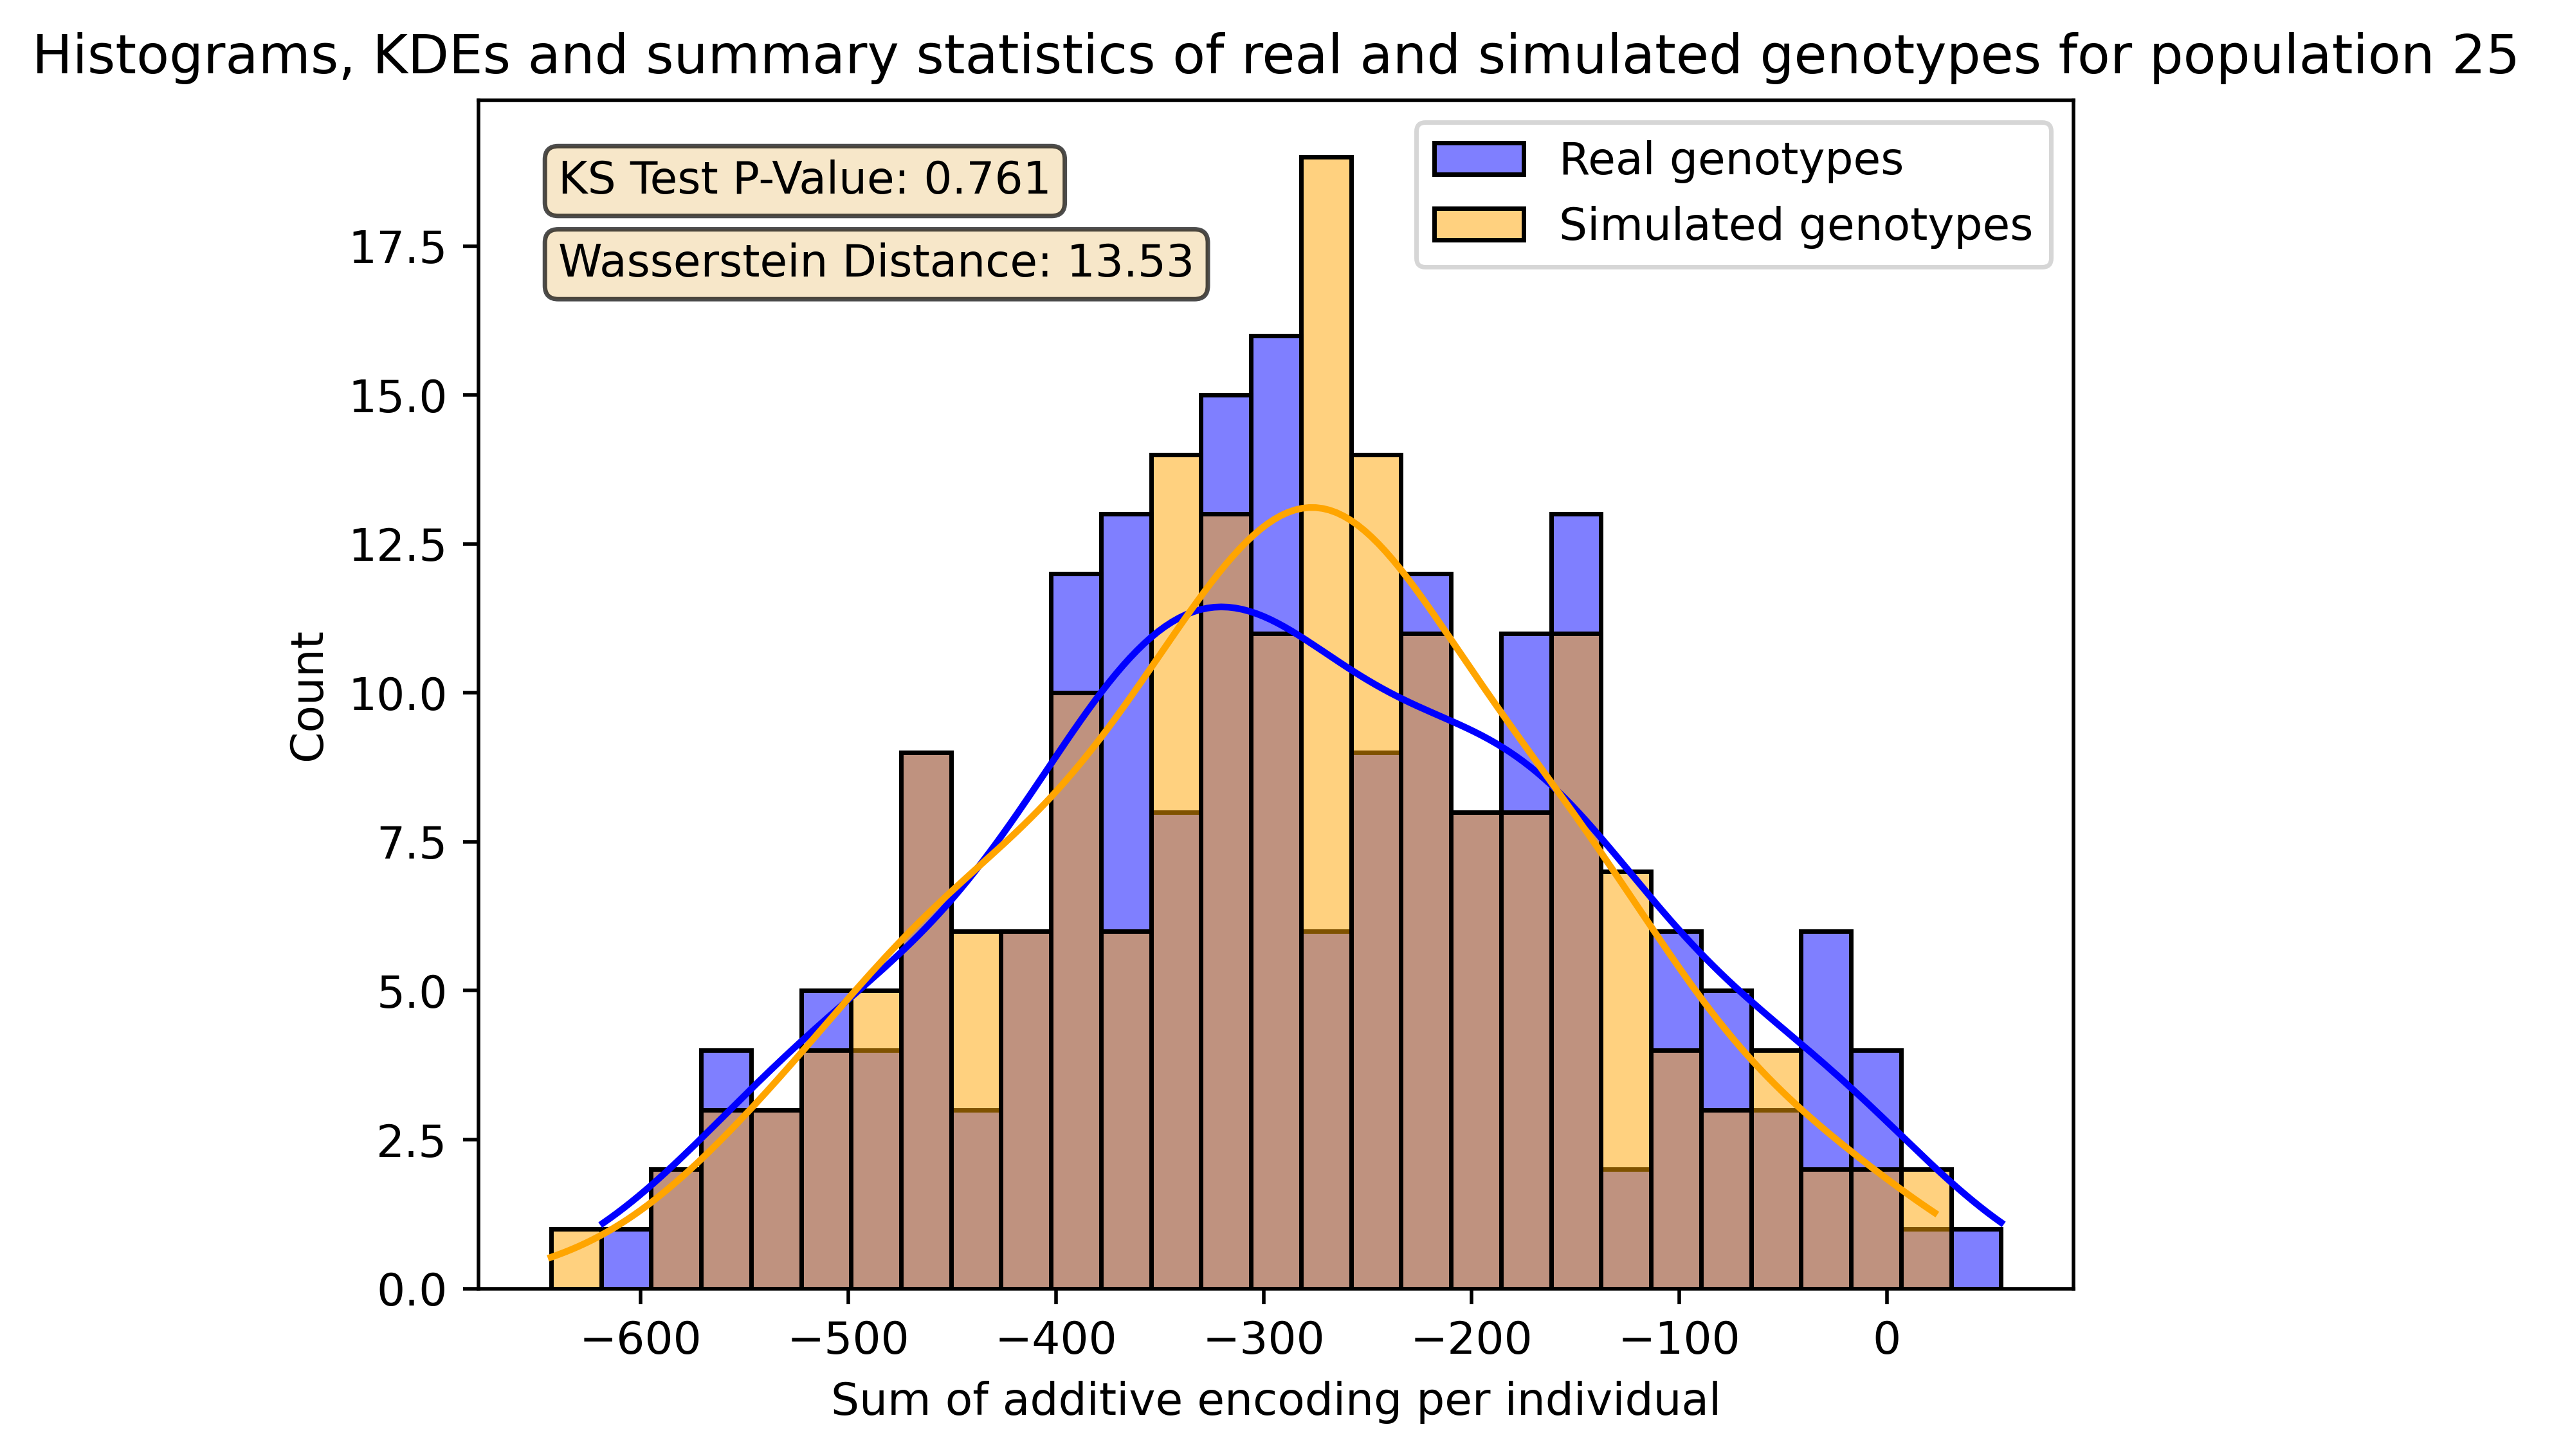 Histograms, KDEs and summary statistics of real and simulated genotypes for population 25
KS Test P-Value: 0.761
Wasserstein Distance: 13.53
Real genotypes
Simulated genotypes
Count
17.5
15.0
12.5
10.0
7.5
5.0
2.5
0.0
−600 −500 −400 −300 −200 −100 0
Sum of additive encoding per individual